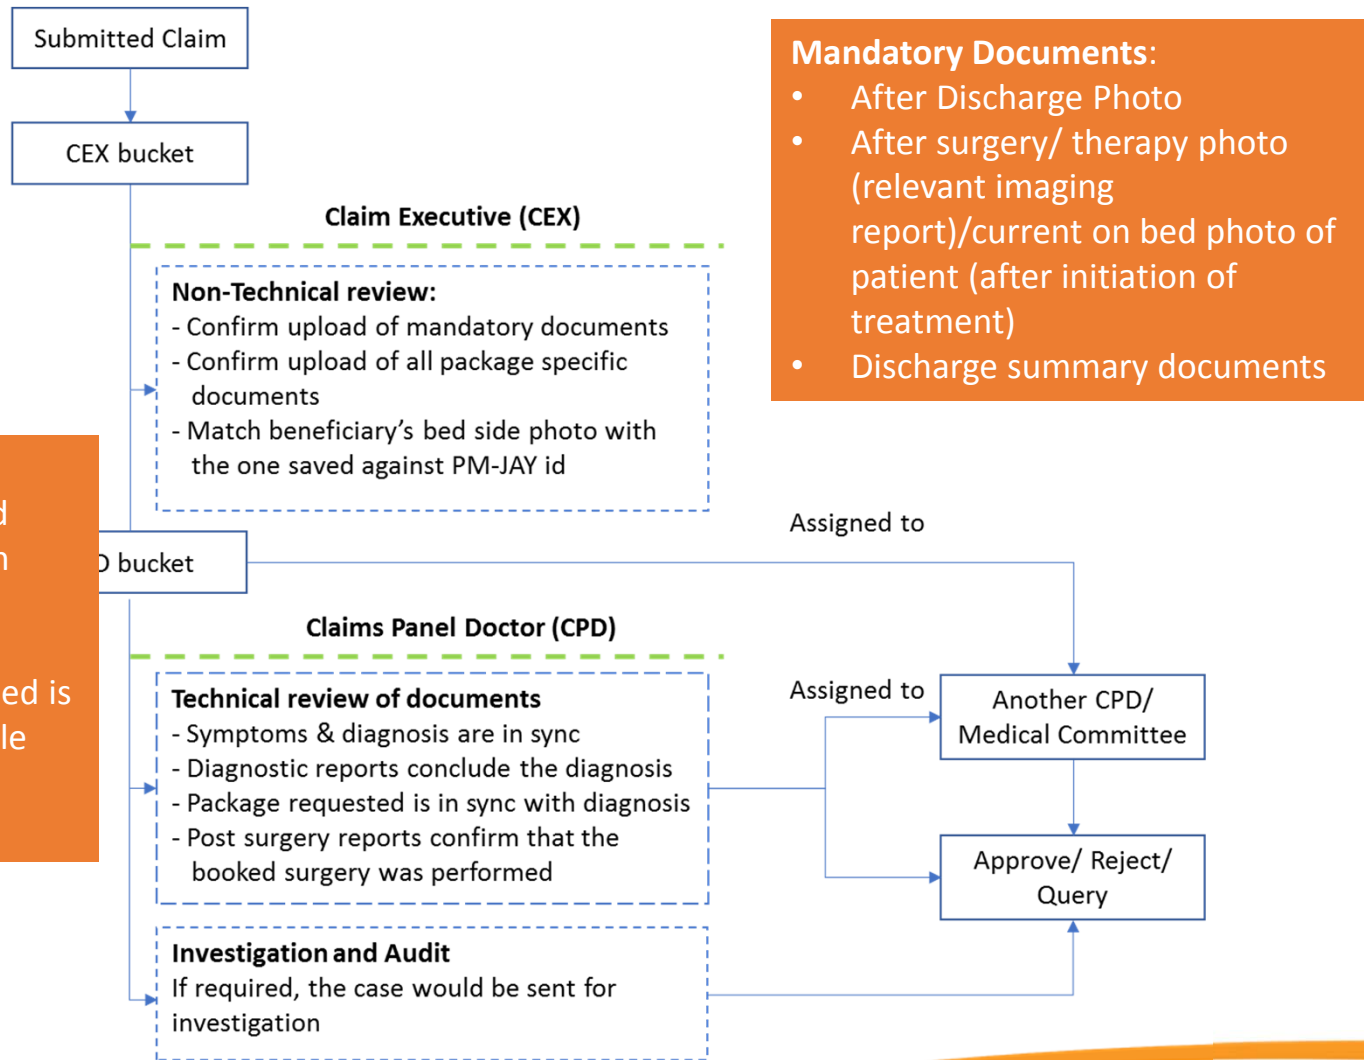 Submitted Claim
CEX bucket
Claim Executive (CEX)
Non-Technical review:
- Confirm upload of mandatory documents
- Confirm upload of all package specific
documents
- Match beneficiary's bed side photo with
the one saved against PM-JAY id
Mandatory Documents:
• After Discharge Photo
• After surgery/ therapy photo
(relevant imaging
report)/current on bed photo of
patient (after initiation of
treatment)
• Discharge summary documents
is
bucket
Assigned to
Claims Panel Doctor (CPD)
Technical review of documents
- Symptoms & diagnosis are in sync
- Diagnostic reports conclude the diagnosis
- Package requested is in sync with diagnosis
- Post surgery reports confirm that the
booked surgery was performed
Assigned to
Another CPD/
Medical Committee
Approve/ Reject/
Query
Investigation and Audit
If required, the case would be sent for
investigation